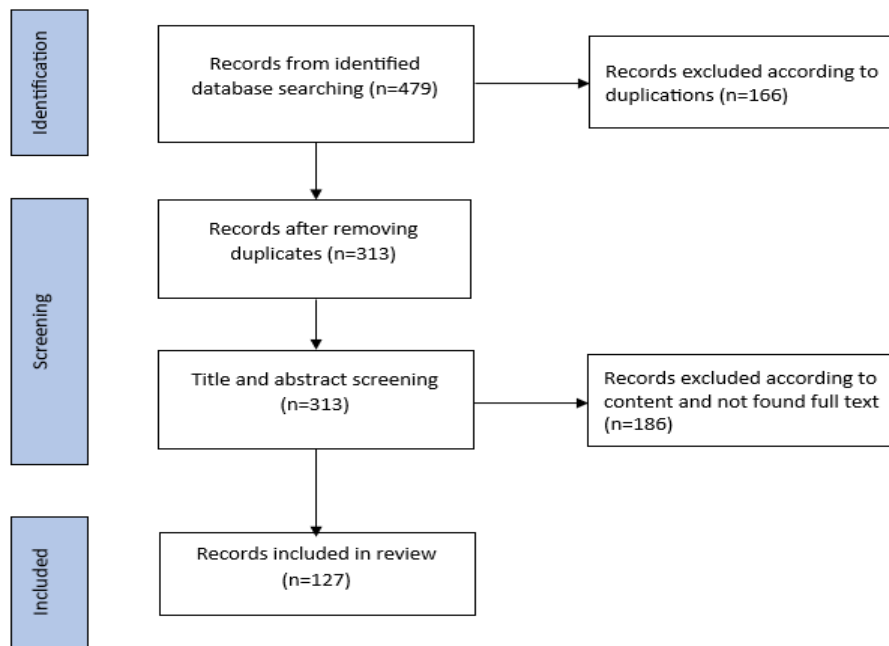 Identification
Records from identified
database searching (n=479)
Records excluded according to
duplications (n=166)
Screening
Records after removing
duplicates (n=313)
Title and abstract screening
(n=313)
Records excluded according to
content and not found full text
(n=186)
Included
Records included in review
(n=127)